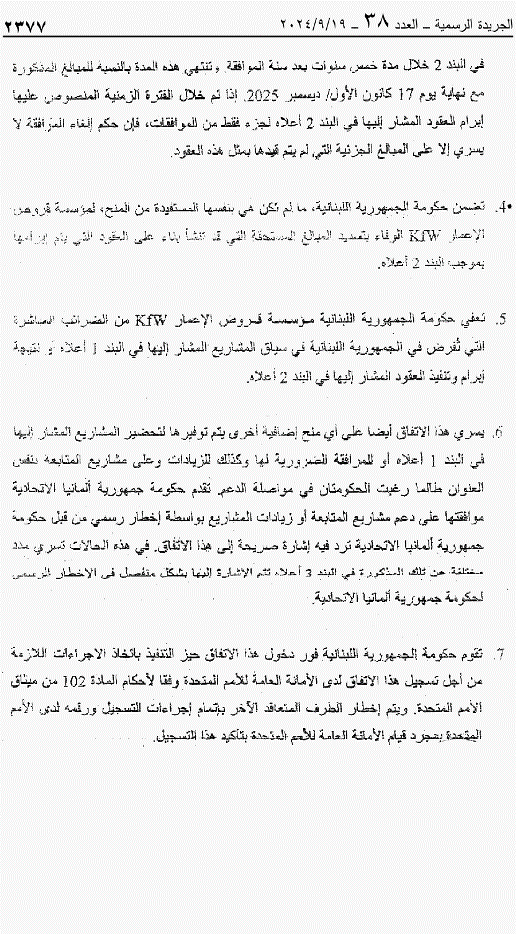 الجريدة الرسمية – العدد ٣٨ – ٢٠٢٤/٩/١٩
٢٣٧٧
في البند 2 خلال مدة خمس سنوات بعد سنة الموافقة. وتنتهي هذه المدة بالنسبة للمبالغ المذكورة
مع نهاية يوم 17 كانون الأول/ ديسمبر 2025. إذا تم خلال الفترة الزمنية المنصوص عليها
إبرام العقود المشار إليها في البند 2 أعلاه لجزء فقط من الموافقات، فإن حكم إلغاء الموافقة لا
يسري إلا على المبالغ الجزئية التي لم يتم قيدها بمثل هذه العقود.
4. تضمن حكومة الجمهورية اللبنانية، ما لم تكن هي بنفسها المستفيدة من المنح، لمؤسسة قروض
الإعمار KfW الوفاء بتسديد المبالغ المستحقة التي قد تنشأ بناء على العقود التي يتم إبرامها
بموجب البند 2 أعلاه.
5. تعفي حكومة الجمهورية اللبنانية مؤسسة قروض الإعمار KfW من الضرائب المباشرة
التي تُفرض في الجمهورية اللبنانية في سياق المشاريع المشار إليها في البند 1 أعلاه أو نتيجة
إبرام وتنفيذ العقود المشار إليها في البند 2 أعلاه.
6. يسري هذا الاتفاق أيضا على أي منح إضافية أخرى يتم توفيرها لتحضير المشاريع المشار إليها
في البند 1 أعلاه أو للمرافقة الضرورية لها وكذلك للزيادات وعلى مشاريع المتابعة بنفس
العنوان طالما رغبت الحكومتان في مواصلة الدعم. تقدم حكومة جمهورية ألمانيا الاتحادية
موافقتها على دعم مشاريع المتابعة أو زيادات المشاريع بواسطة إخطار رسمي من قبل حكومة
جمهورية ألمانيا الاتحادية ترد فيه إشارة صريحة إلى هذا الاتفاق. في هذه الحالات تسري مدد
مختلفة عن تلك المذكورة في البند 3 أعلاه تتم الإشارة إليها بشكل منفصل في الاخطار الرسمي
لحكومة جمهورية ألمانيا الاتحادية.
7. تقوم حكومة الجمهورية اللبنانية فور دخول هذا الاتفاق حيز التنفيذ باتخاذ الاجراءات اللازمة
من أجل تسجيل هذا الاتفاق لدى الأمانة العامة للأمم المتحدة وفقا لأحكام المادة 102 من ميثاق
الأمم المتحدة. ويتم إخطار الطرف المتعاقد الآخر بإتمام إجراءات التسجيل ورقمه لدى الأمم
المتحدة بمجرد قيام الأمانة العامة للأمم المتحدة بتأكيد هذا التسجيل.